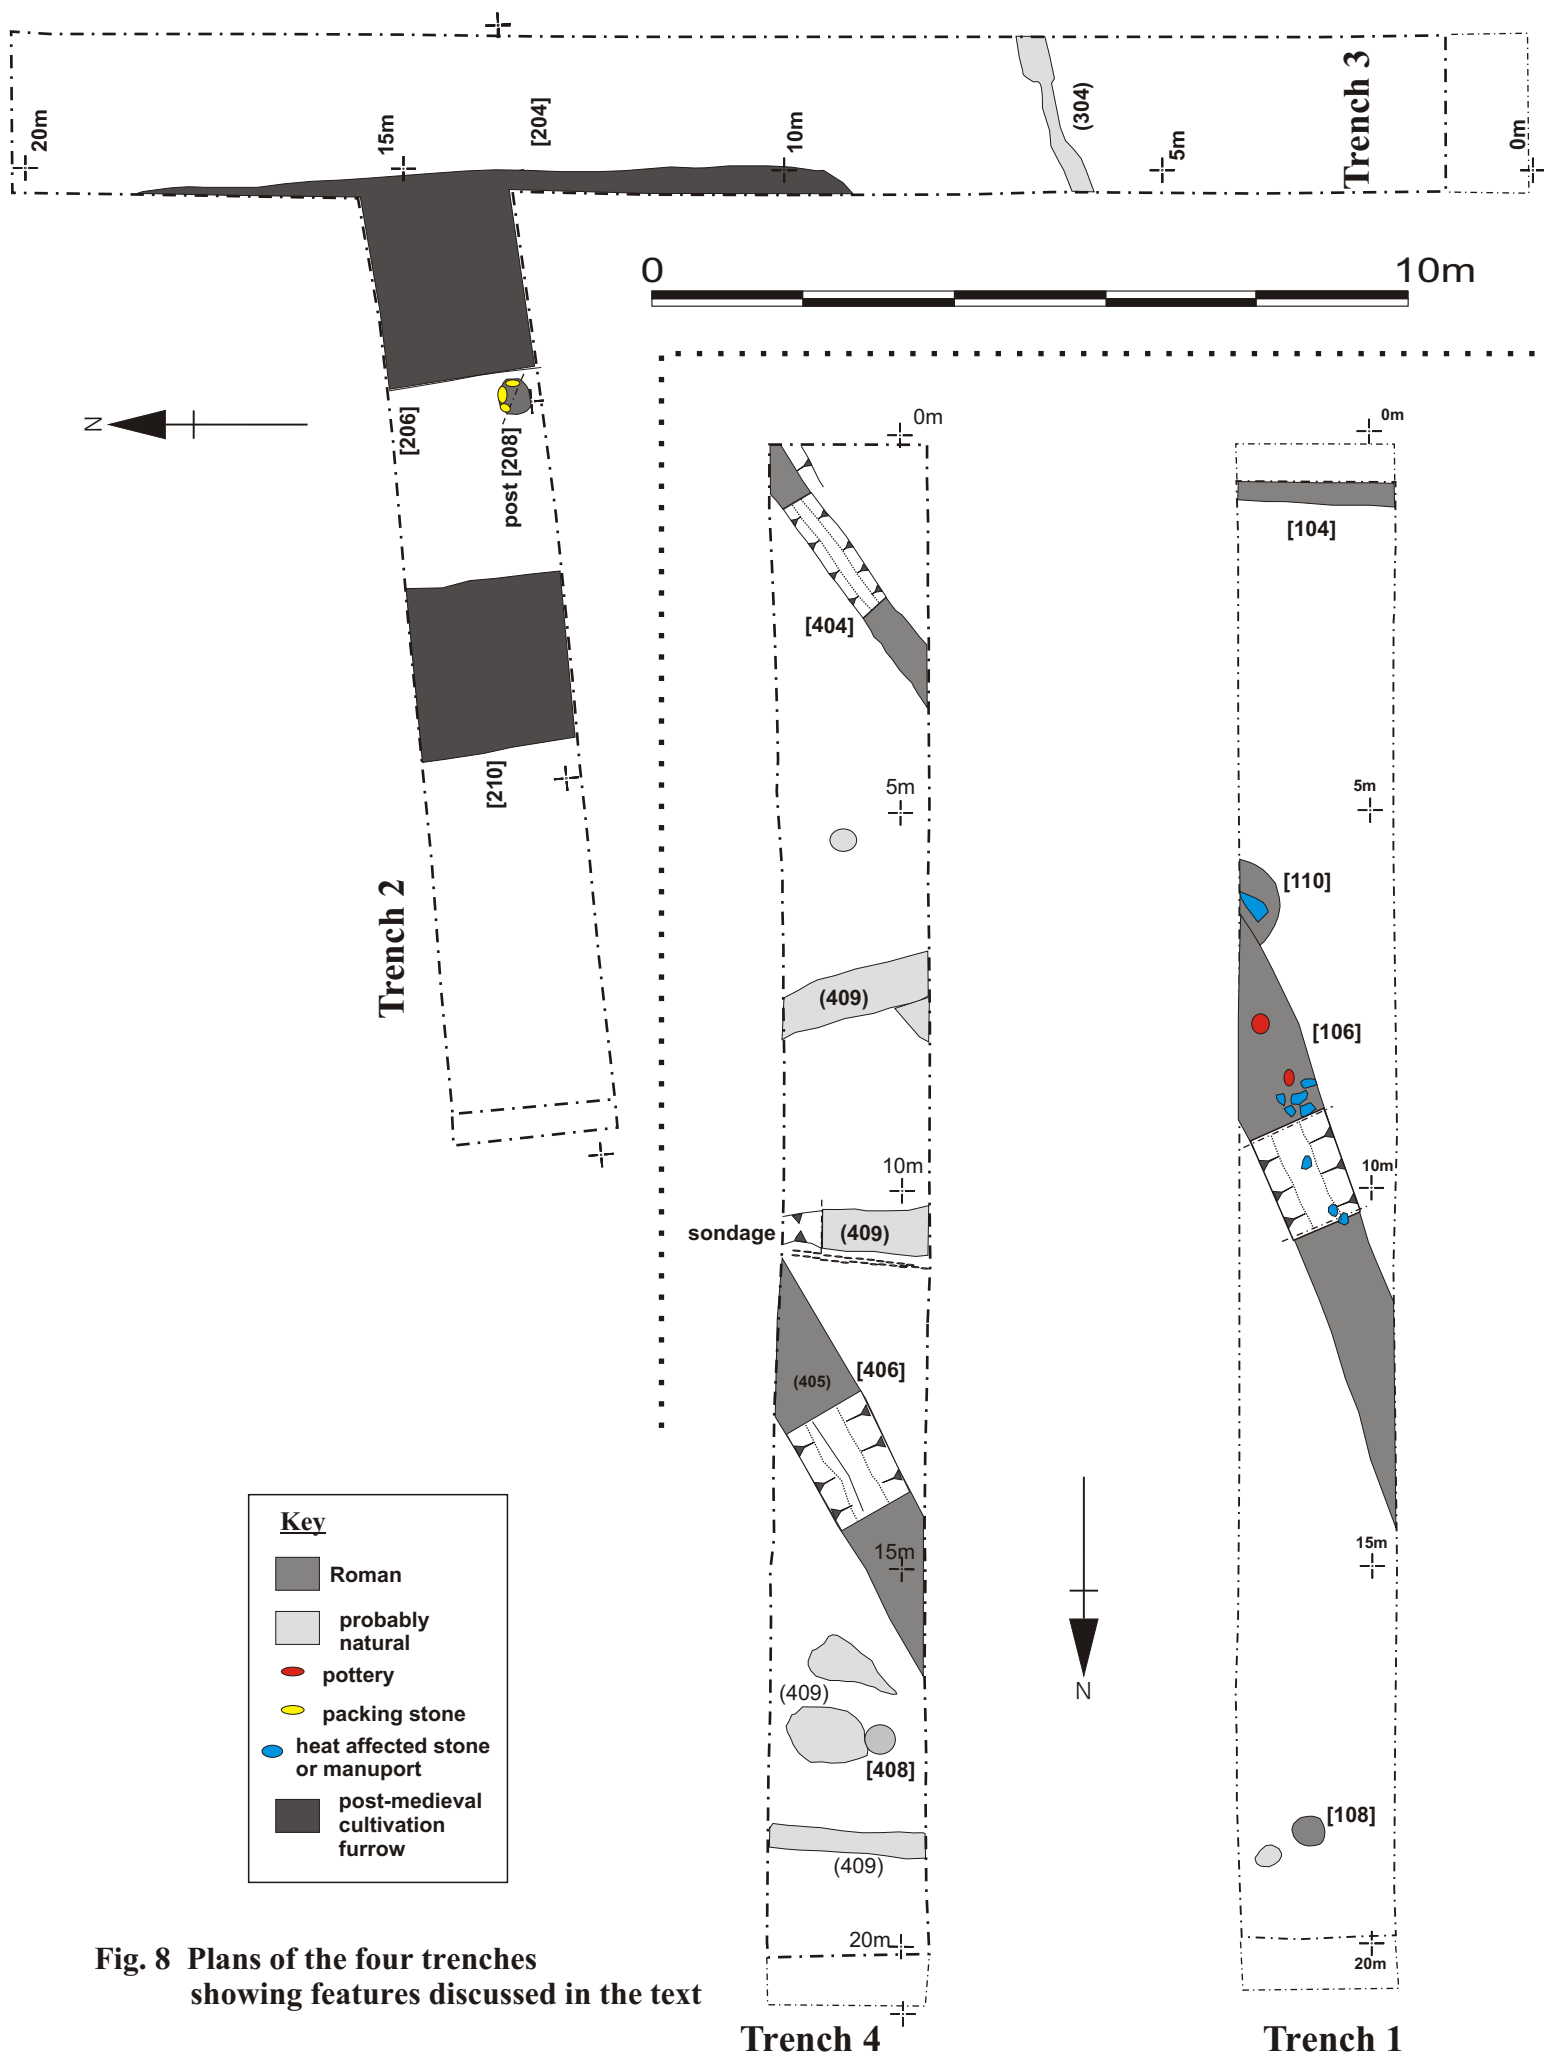 20m
15m
[204]
10m
(304)
5m
Trench 3
0m
0
10m
N
[206]
post [208]
[210]
Trench 2
0m
[404]
5m
(409)
10m
sondage
(409)
[406]
(405)
15m
(409)
[408]
(409)
20m
Trench 4
0m
[104]
5m
[110]
[106]
10m
15m
[108]
20m
Trench 1
N
Key
Roman
probably
natural
pottery
packing stone
heat affected stone
or manuport
post-medieval
cultivation
furrow
Fig. 8 Plans of the four trenches
showing features discussed in the text